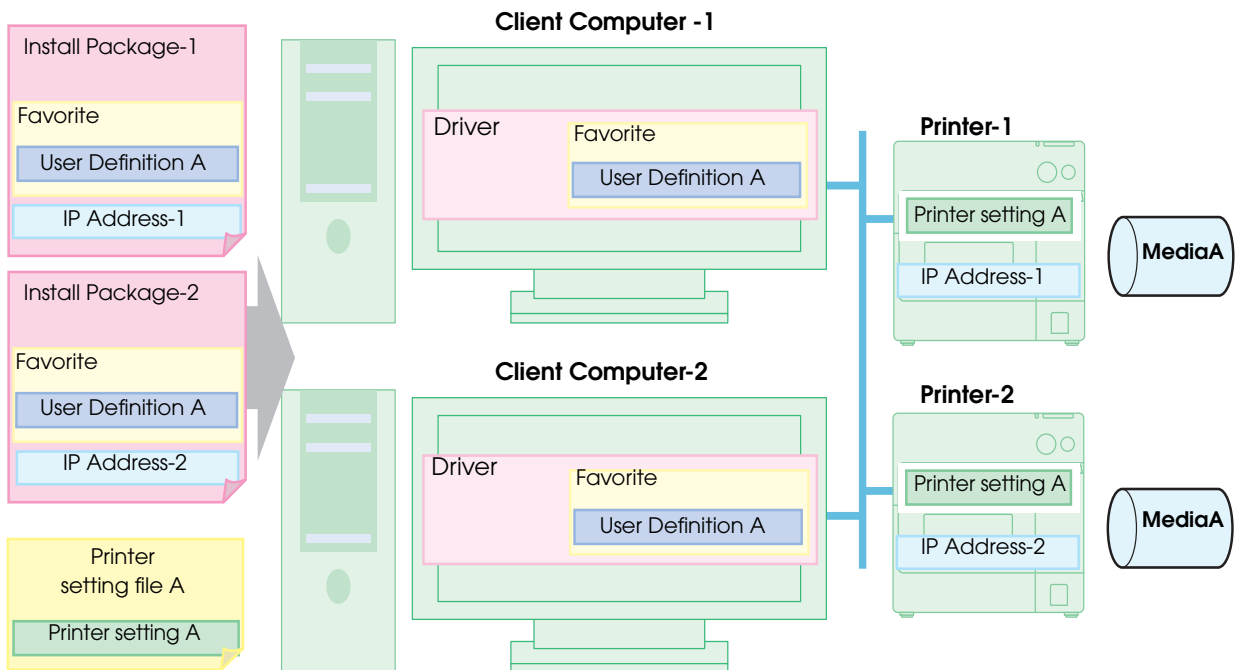 Install Package-1
Favorite
User Definition A
IP Address-1
Install Package-2
Favorite
User Definition A
IP Address-2
Printer
setting file A
Printer setting A
Client Computer -1
Driver
Favorite
User Definition A
Client Computer-2
Driver
Favorite
User Definition A
Printer-1
Printer setting A
IP Address-1
MediaA
Printer-2
Printer setting A
IP Address-2
MediaA